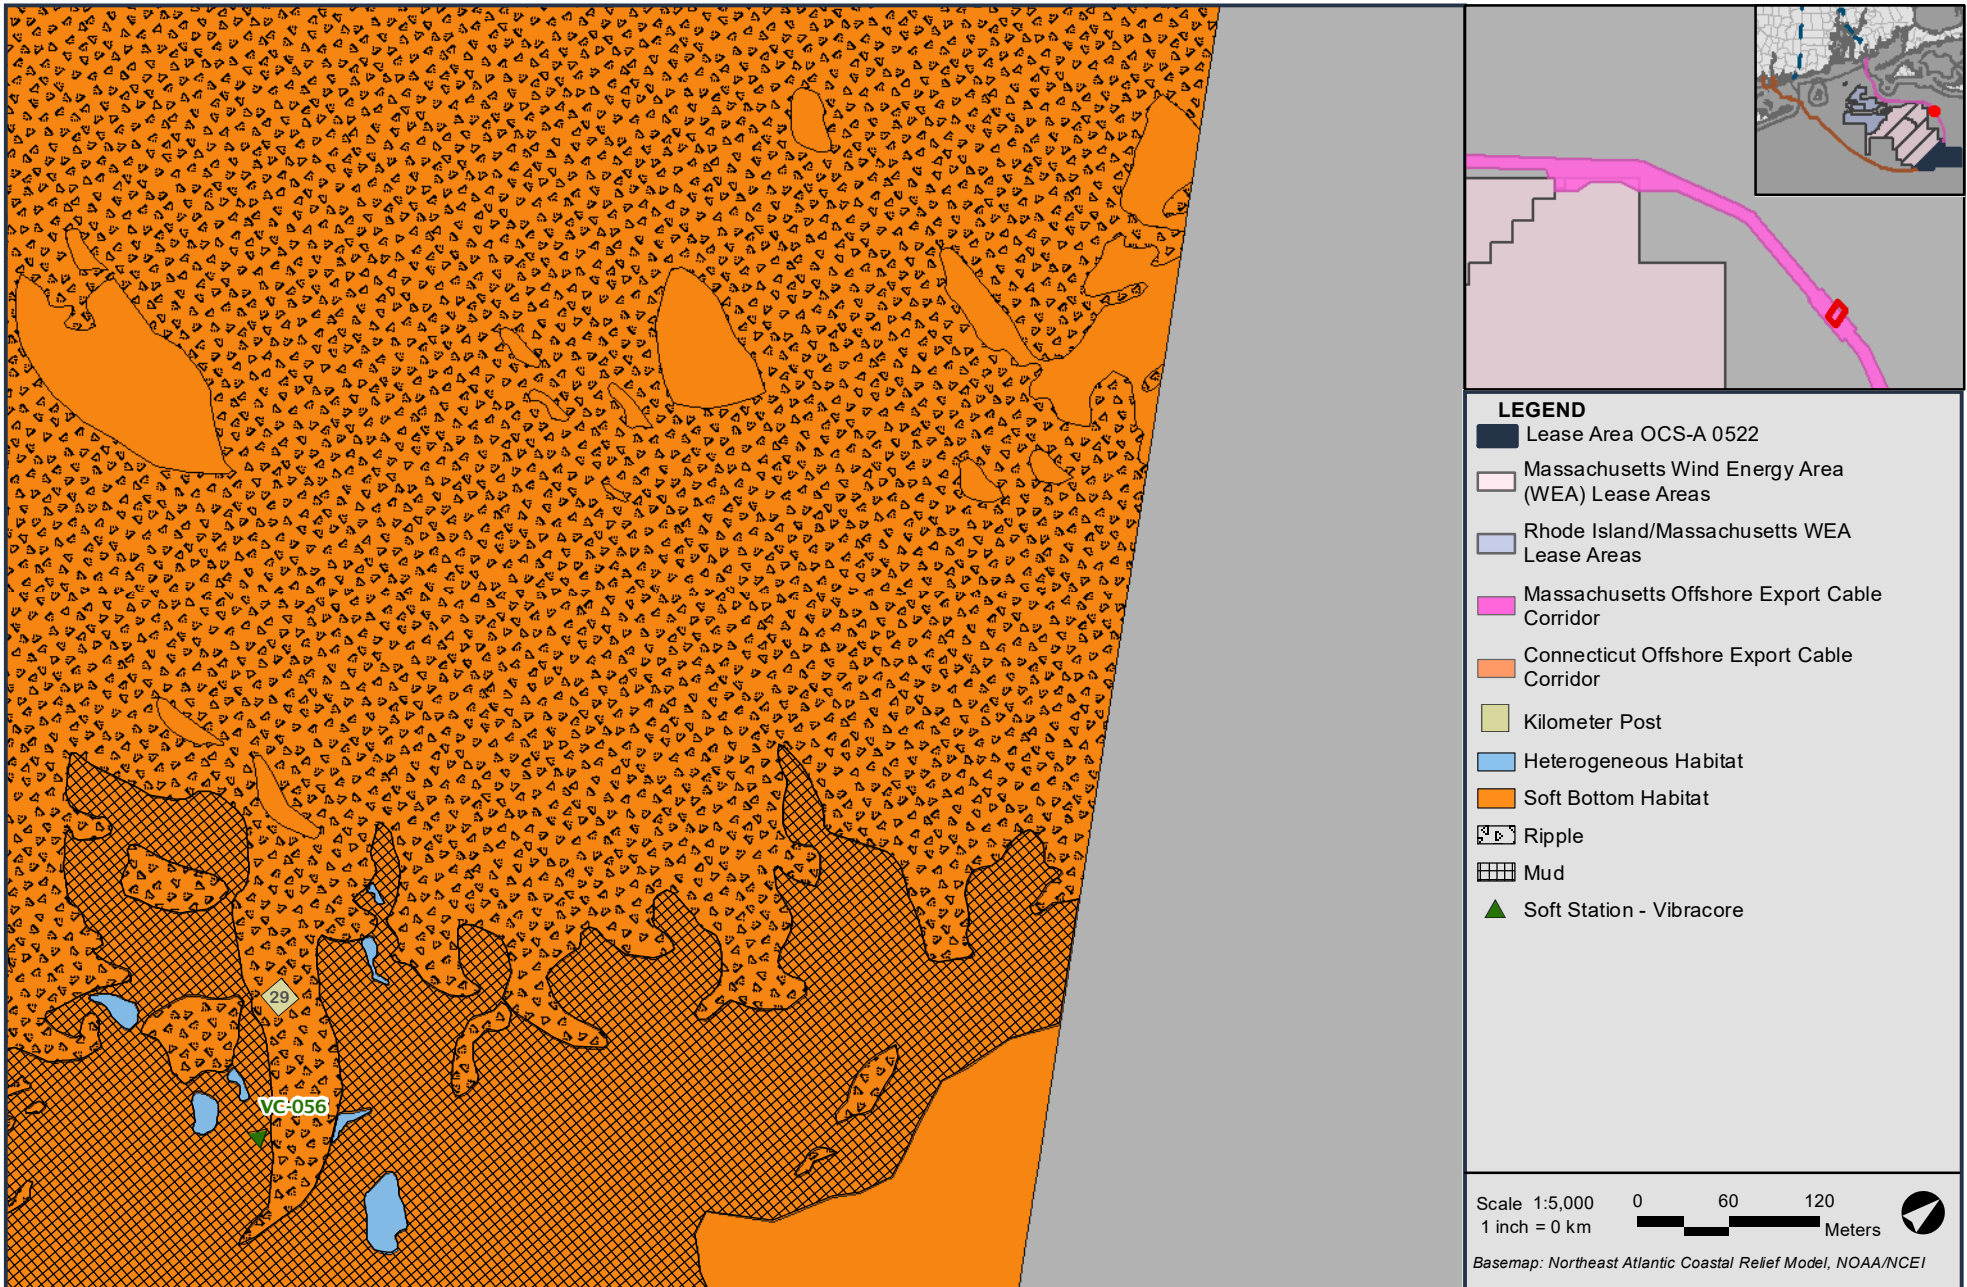 29
VC-056
LEGEND
Lease Area OCS-A 0522
Massachusetts Wind Energy Area
(WEA) Lease Areas
Rhode Island/Massachusetts WEA
Lease Areas
Massachusetts Offshore Export Cable
Corridor
Connecticut Offshore Export Cable
Corridor
Kilometer Post
Heterogeneous Habitat
Soft Bottom Habitat
Ripple
Mud
Soft Station - Vibracore
Scale 1:5,000
1 inch = 0 km
0 60 120
Meters
Basemap: Northeast Atlantic Coastal Relief Model, NOAA/NCEI